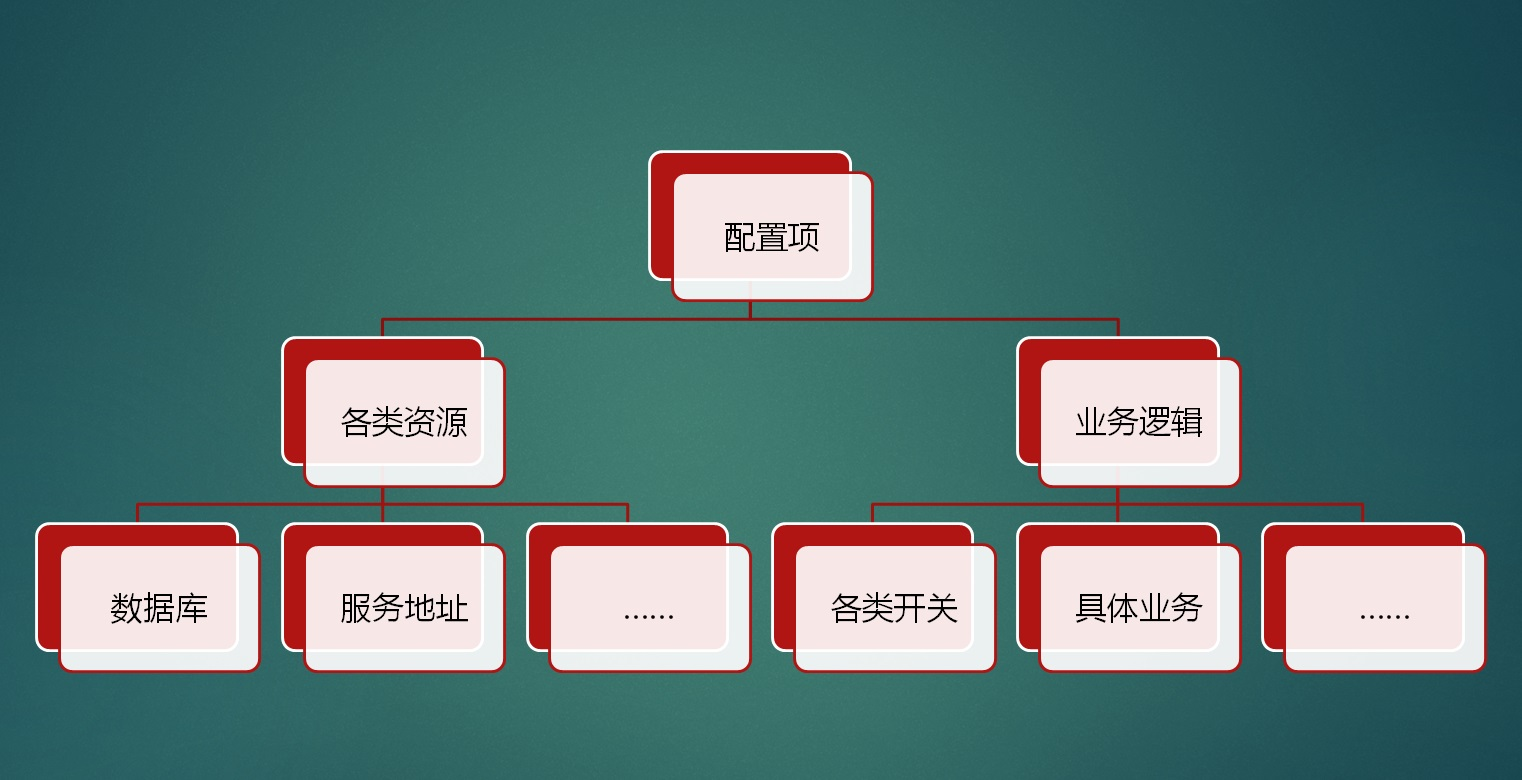 配置项
各类资源
业务逻辑
数据库
服务地址
……
各类开关
具体业务
……